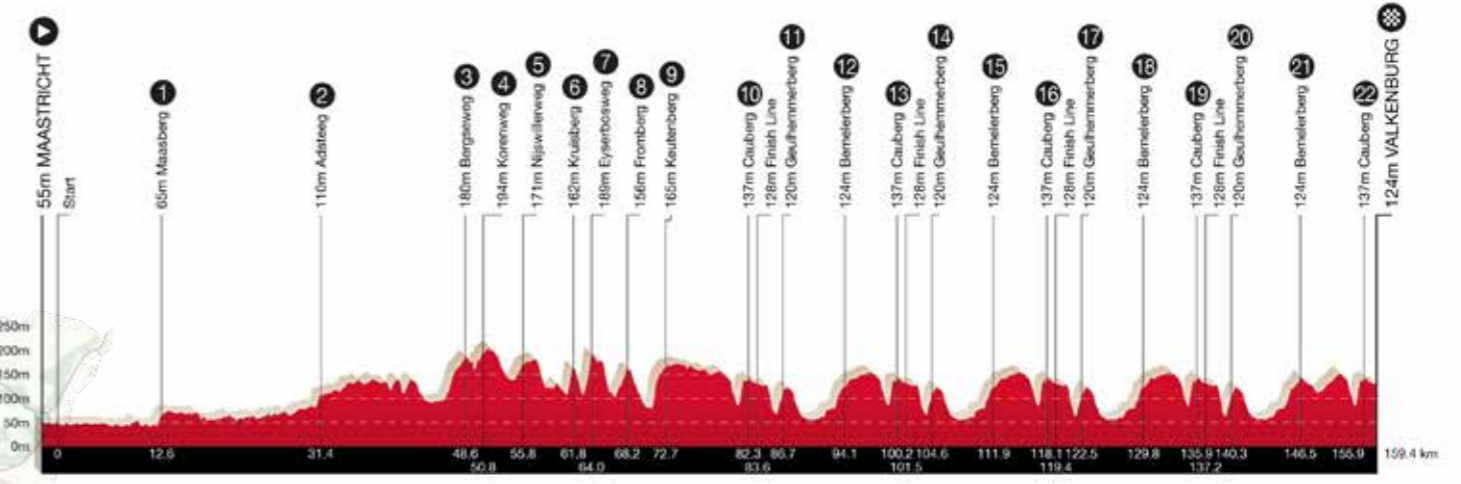 55m MAASTRICHT
Start
1
65m Maasberg
2
110m Adsteeg
3
180m Bergseweg
4
194m Korenweg
5
171m Nijswillerweg
6
162m Kruisberg
7
189m Eyserbosweg
8
156m Fromberg
9
165m Keutenberg
10
137m Cauberg
128m Finish Line
11
120m Geulhemmerberg
12
124m Bemelerberg
13
137m Cauberg
128m Finish Line
14
120m Geulhemmerberg
15
124m Bemelerberg
16
137m Cauberg
128m Finish Line
17
120m Geulhemmerberg
18
124m Bemelerberg
19
137m Cauberg
128m Finish Line
20
120m Geulhemmerberg
21
124m Bemelerberg
22
137m Cauberg
124m VALKENBURG
250m
200m
150m
100m
50m
0m
0 12.6 31.4 48.6 55.8 61.8 68.2 72.7 82.3 86.7 94.1 100.2 104.6 111.9 118.1 122.5 129.8 135.9 140.3 146.5 155.9 159.4 km
50.8 64.0 83.6 101.5 119.4 137.2